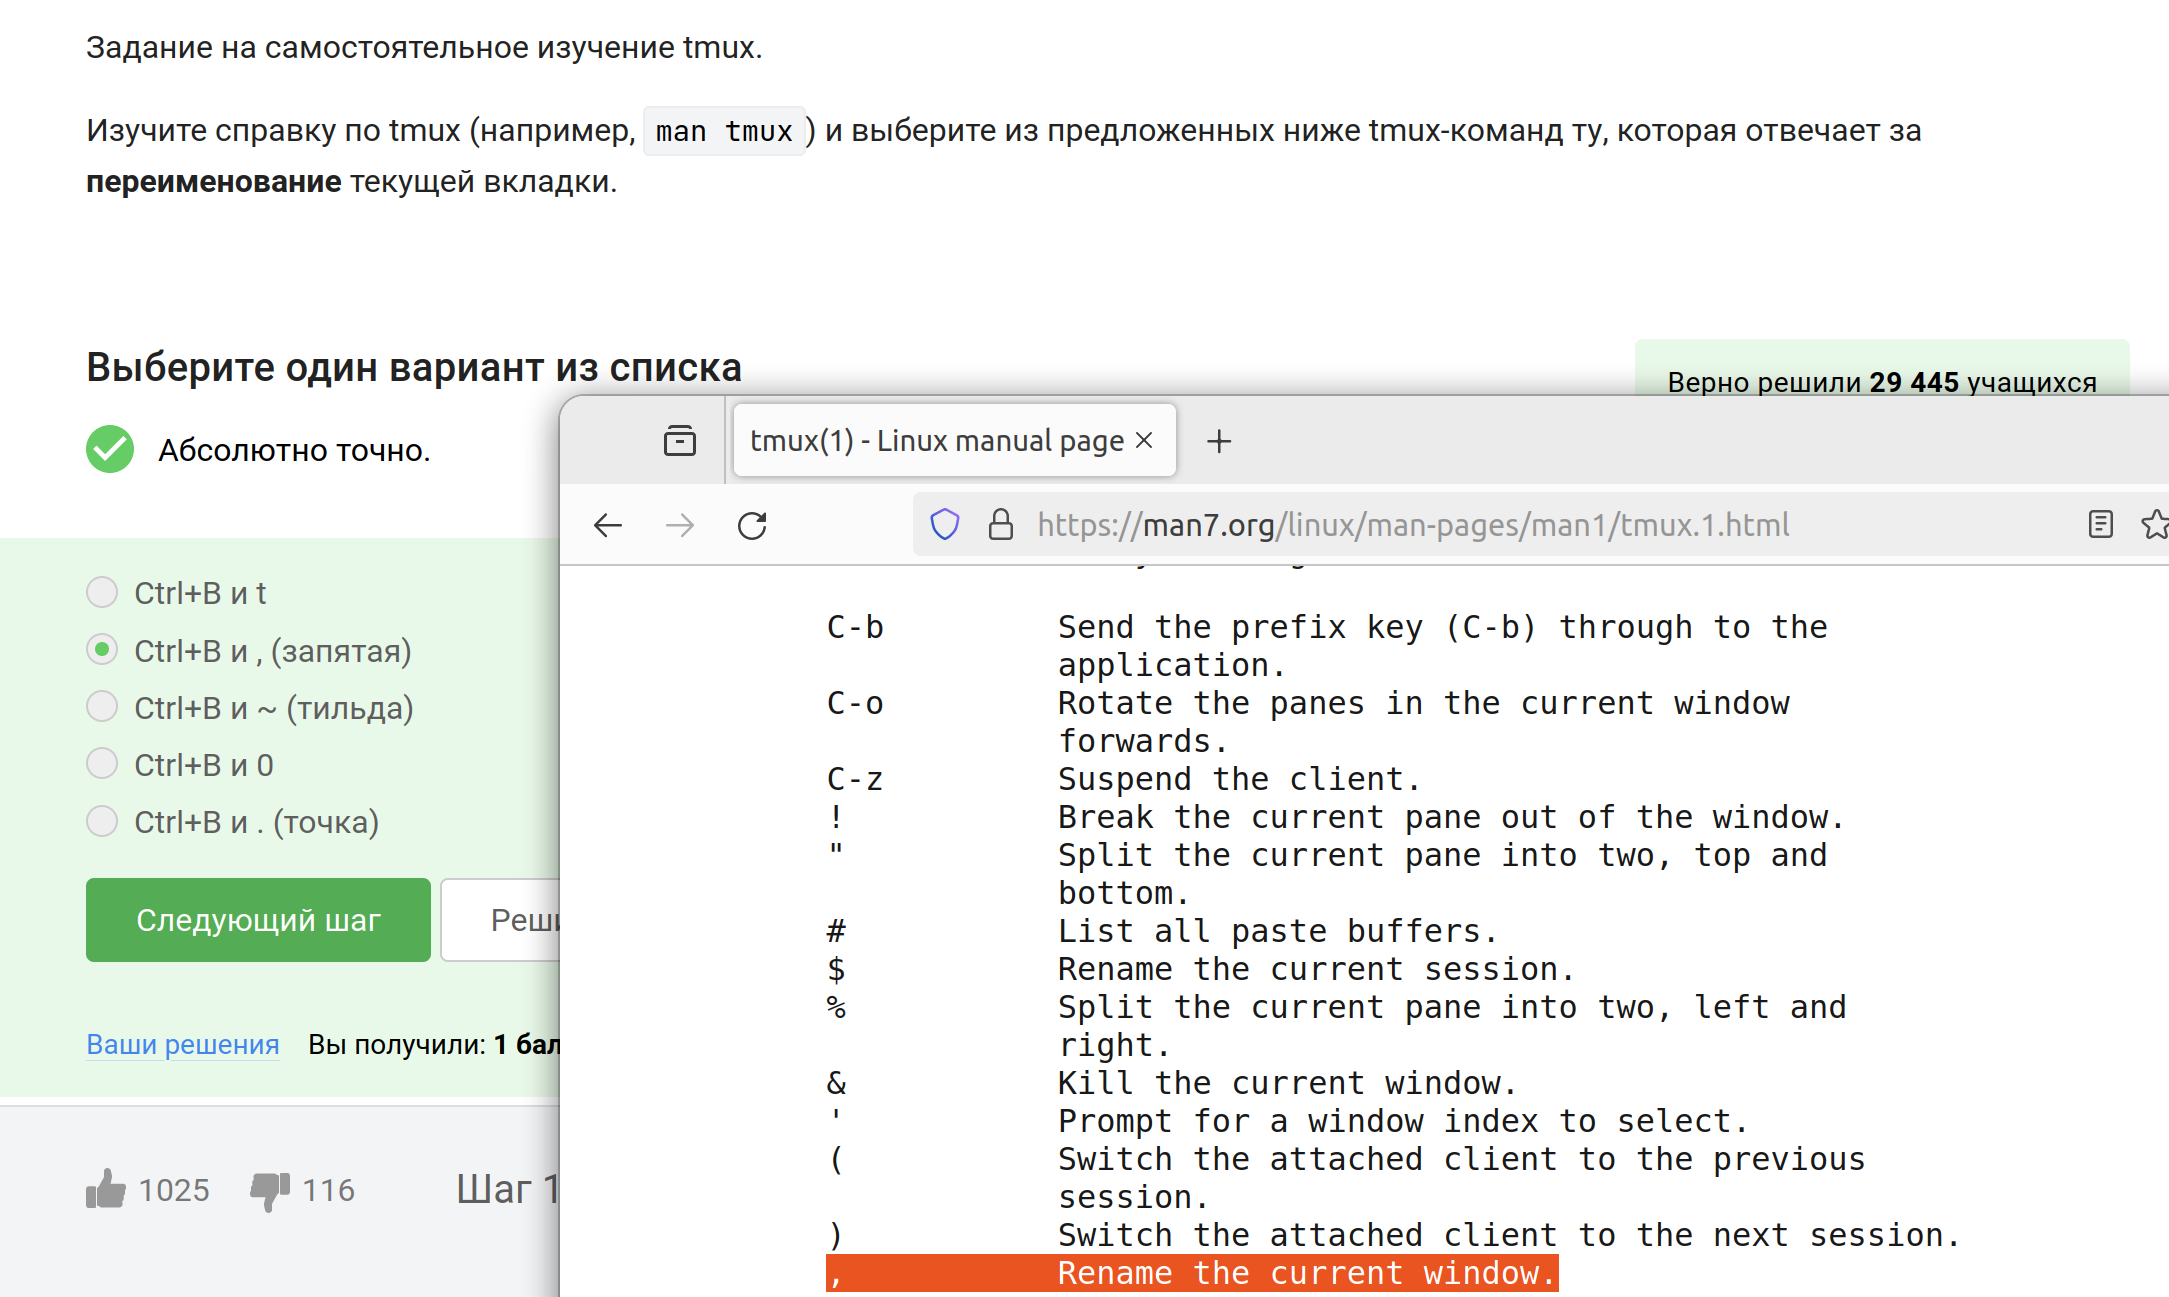 Задание на самостоятельное изучение tmux.
Изучите справку по tmux (например, man tmux ) и выберите из предложенных ниже tmux-команд ту, которая отвечает за
переименование текущей вкладки.
Выберите один вариант из списка
Верно решили 29 445 учащихся
Абсолютно точно.
Ctrl+B и t
Ctrl+B и , (запятая)
Ctrl+B и ~ (тильда)
Ctrl+B и 0
Ctrl+B и . (точка)
Следующий шаг
Ваши решения Вы получили: 1
1025 116 Шаг 1
tmux(1) - Linux manual page
https://man7.org/linux/man-pages/man1/tmux.1.html
C-b Send the prefix key (C-b) through to the
application.
C-o Rotate the panes in the current window
forwards.
C-z Suspend the client.
! Break the current pane out of the window.
" Split the current pane into two, top and
bottom.
# List all paste buffers.
$ Rename the current session.
% Split the current pane into two, left and
right.
& Kill the current window.
' Prompt for a window index to select.
( Switch the attached client to the previous
session.
) Switch the attached client to the next session.
, Rename the current window.